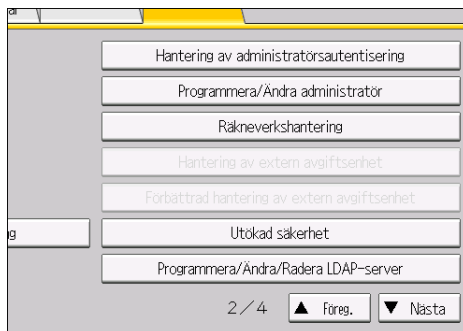 Hantering av administratörsautentisering
Programmera/Ändra administratör
Räkneverkshantering
Hantering av extern avgiftsenhet
Förbättrad hantering av extern avgiftsenhet
Utökad säkerhet
Programmera/Ändra/Radera LDAP-server
2/4 ▲ Föreg. ▼ Nästa